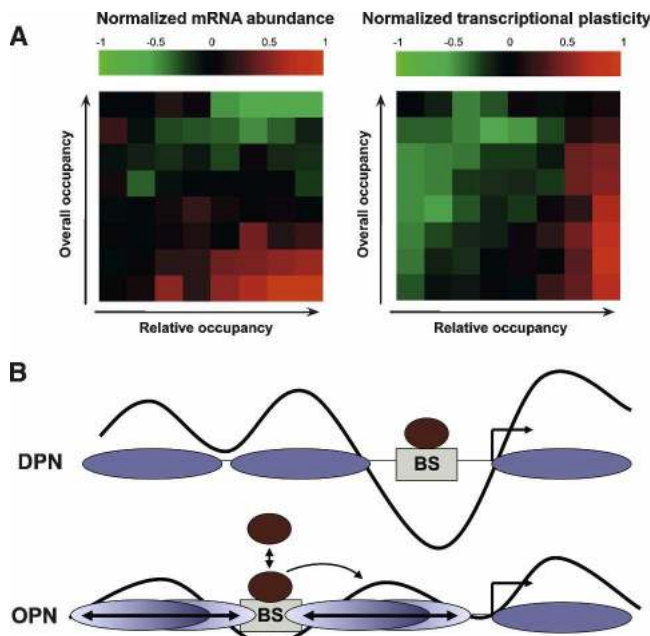 A
Normalized mRNA abundance
Normalized transcriptional plasticity
-1 -0.5 0 0.5 1
-1 -0.5 0 0.5 1
Overall occupancy
Relative occupancy
Overall occupancy
Relative occupancy
B
DPN
BS
OPN
BS